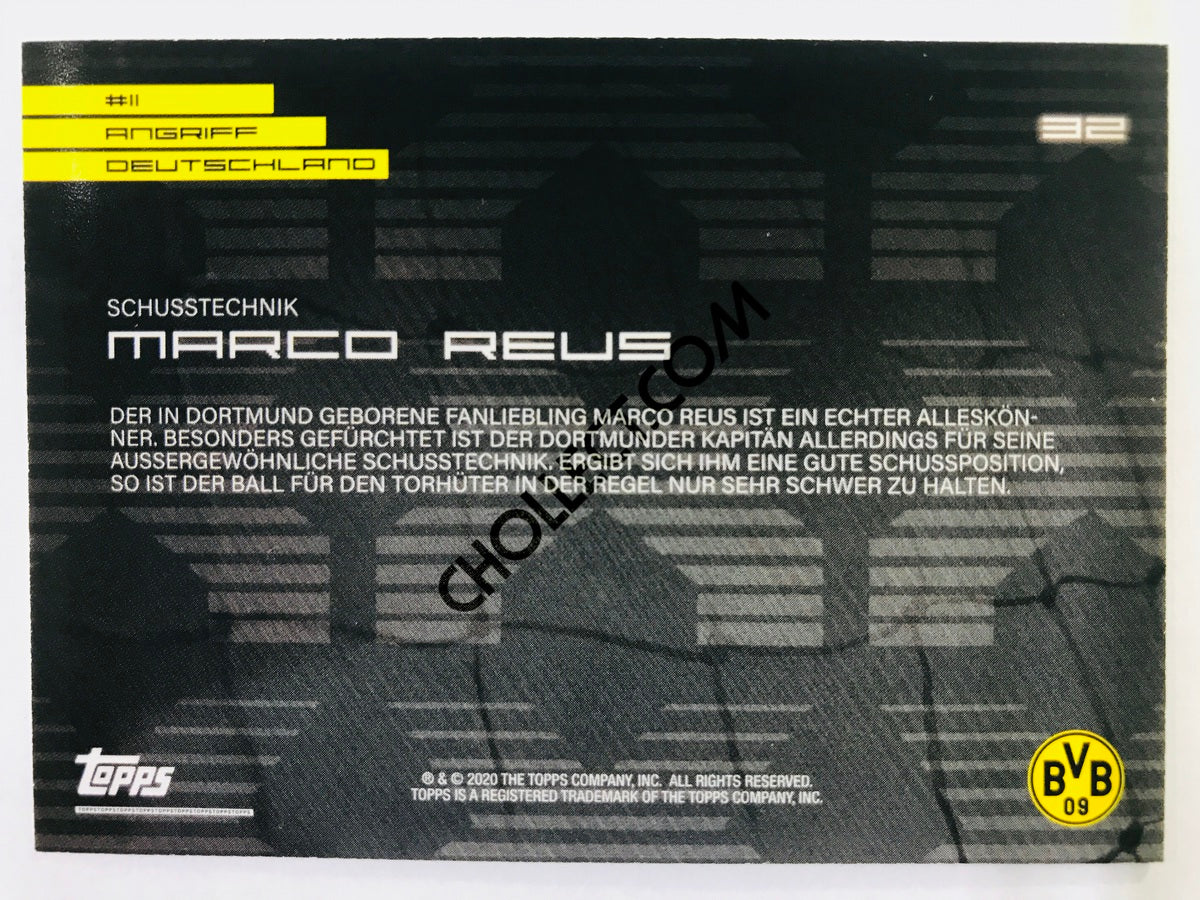 #11
ANGRIFF
DEUTSCHLAND
32
SCHUSSTECHNIK
MARCO REUS
DER IN DORTMUND GEBORENE FANLIEBLING MARCO REUS IST EIN ECHTER ALLESKÖN-
NER. BESONDERS GEFÜRCHTET IST DER DORTMUNDER KAPITÄN ALLERDINGS FÜR SEINE
AUSSERGEWÖHNLICHE SCHUSSTECHNIK. ERGIBT SICH IHM EINE GUTE SCHUSSPOSITION,
SO IST DER BALL FÜR DEN TORHÜTER IN DER REGEL NUR SEHR SCHWER ZU HALTEN.
Topps
TOPPSTOPPSTOPPSTOPPSTOPPSTOPPSTOPPSTOPPSTOPPS
® & © 2020 THE TOPPS COMPANY, INC. ALL RIGHTS RESERVED.
TOPPS IS A REGISTERED TRADEMARK OF THE TOPPS COMPANY, INC.
BVB
09